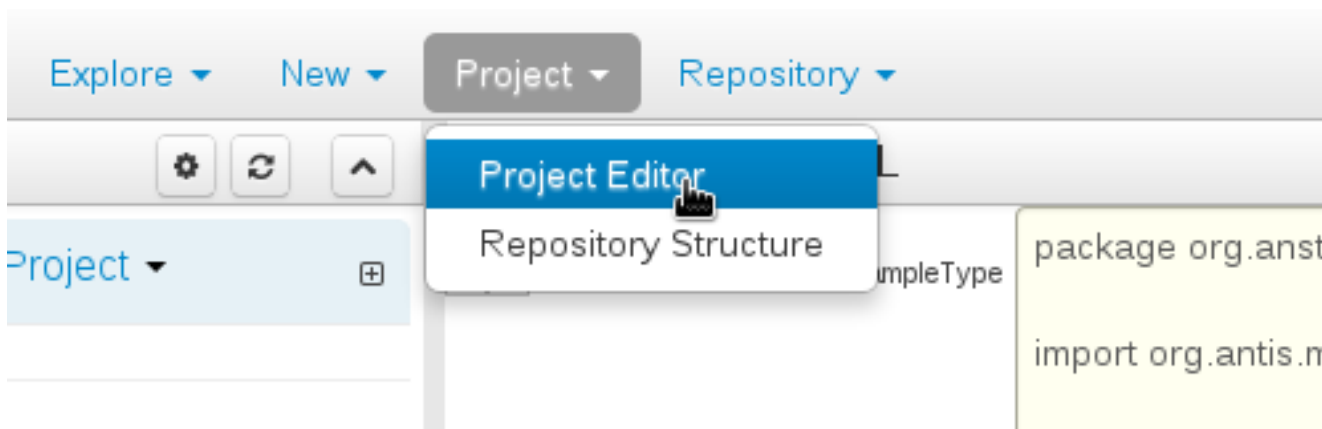 Explore New Project Repository
Project Editor
Repository Structure
Project
package org.anst
import org.antis.